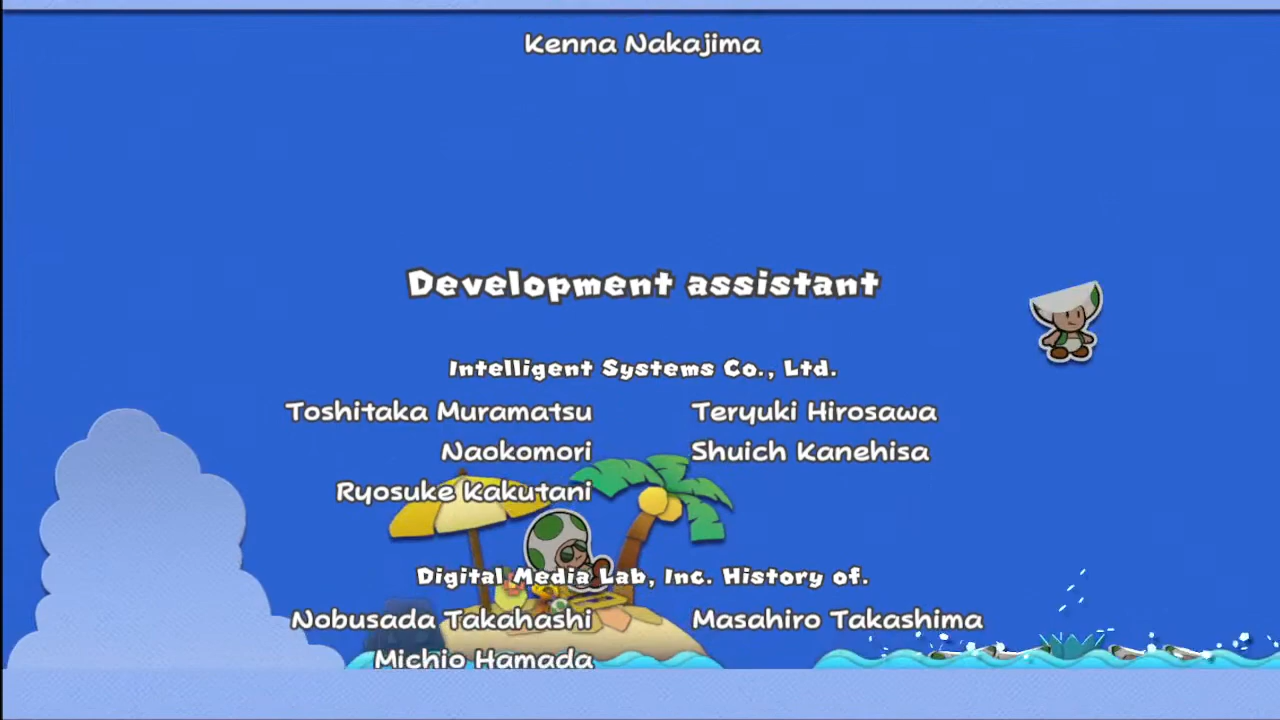 Kenna Nakajima
Development assistant
Intelligent Systems Co., Ltd.
Toshitaka Muramatsu Teryuki Hirosawa
Naokomori Shuich Kanehisa
Ryosuke Kakutani
Digital Media Lab, Inc. History of.
Nobusada Takahashi Masahiro Takashima
Michio Hamada